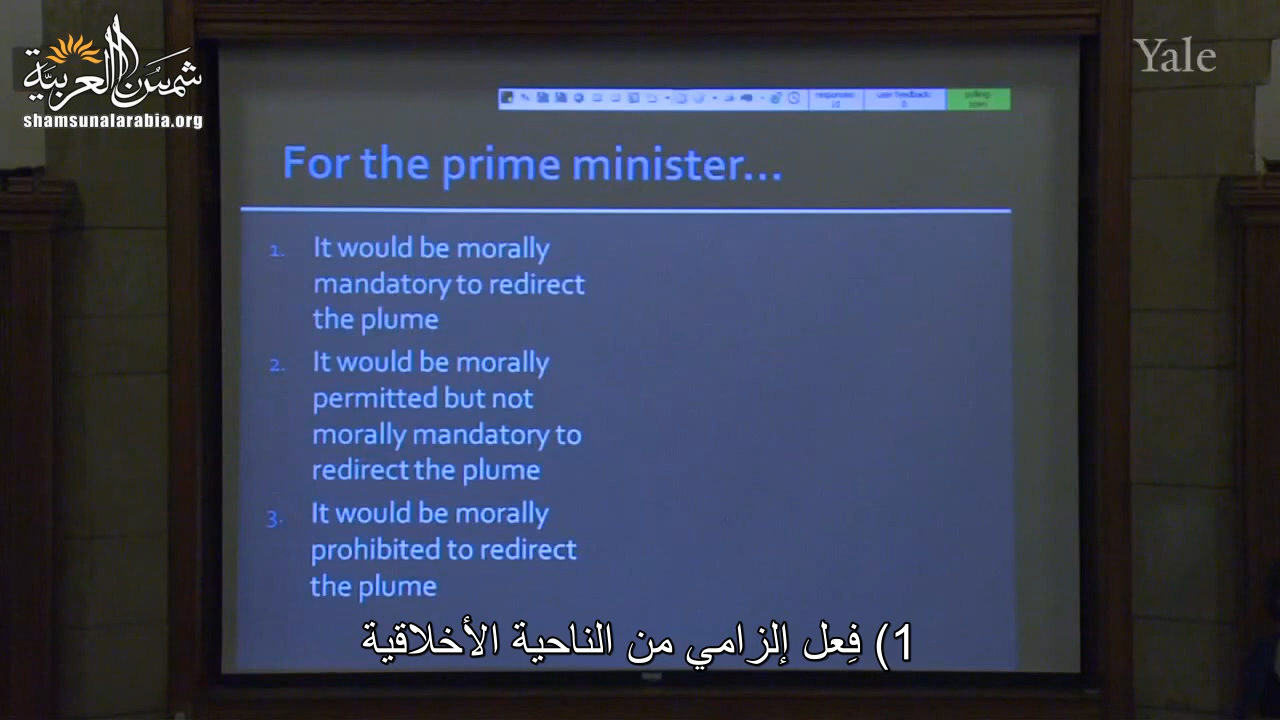 شمس العربية
shamsunalarabia.org
Yale
For the prime minister...
1. It would be morally
mandatory to redirect
the plume
2. It would be morally
permitted but not
morally mandatory to
redirect the plume
3. It would be morally
prohibited to redirect
the plume
1) فِعل إلزامي من الناحية الأخلاقية